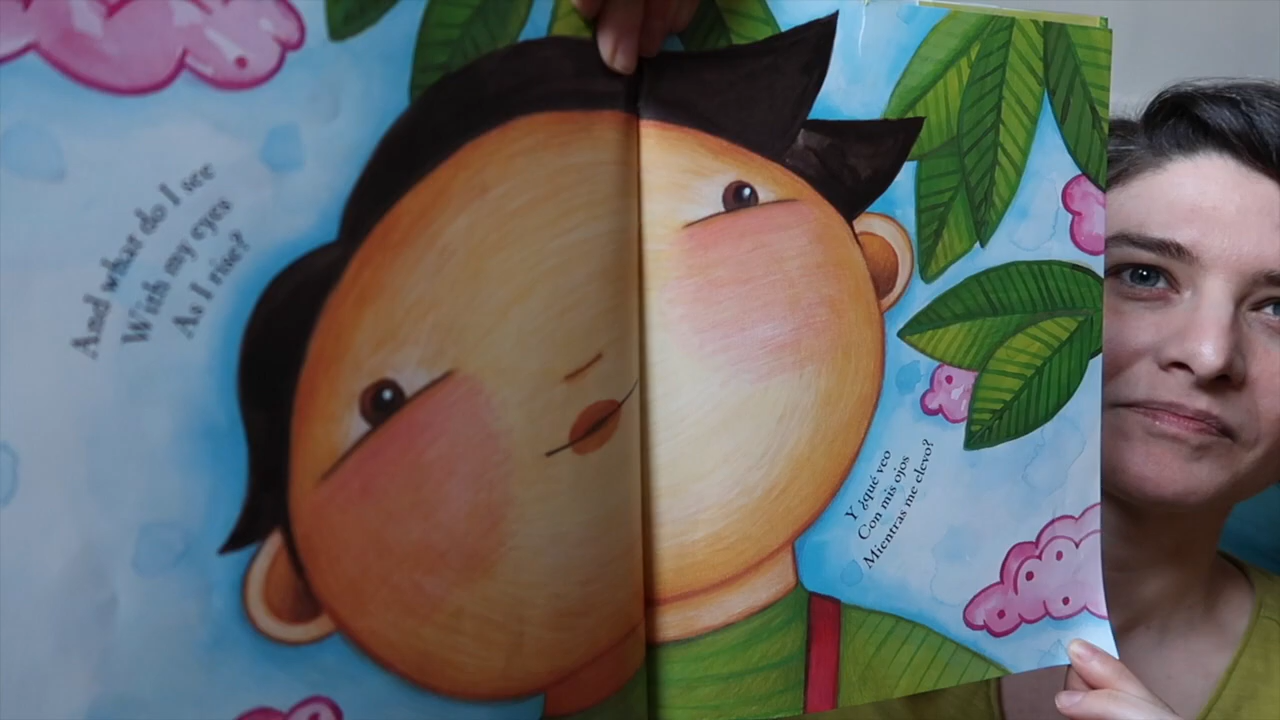 And what do I see
With my eyes
As I rise?
Y ¿qué veo
Con mis ojos
Mientras me elevo?